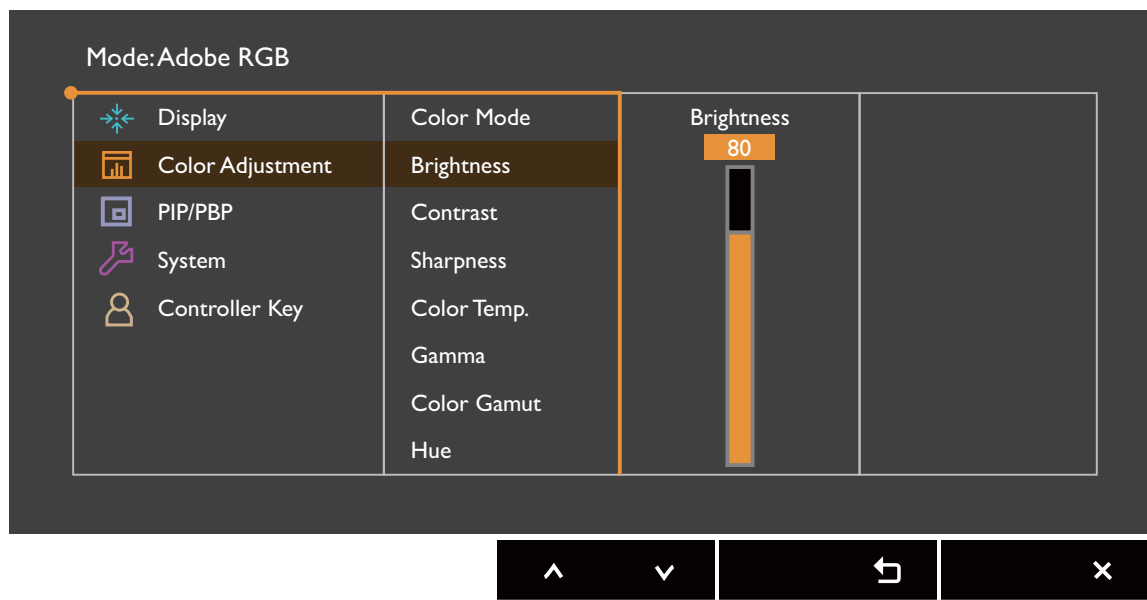 Mode: Adobe RGB
Display
Color Adjustment
PIP/PBP
System
Controller Key
Color Mode
Brightness
Contrast
Sharpness
Color Temp.
Gamma
Color Gamut
Hue
Brightness
80